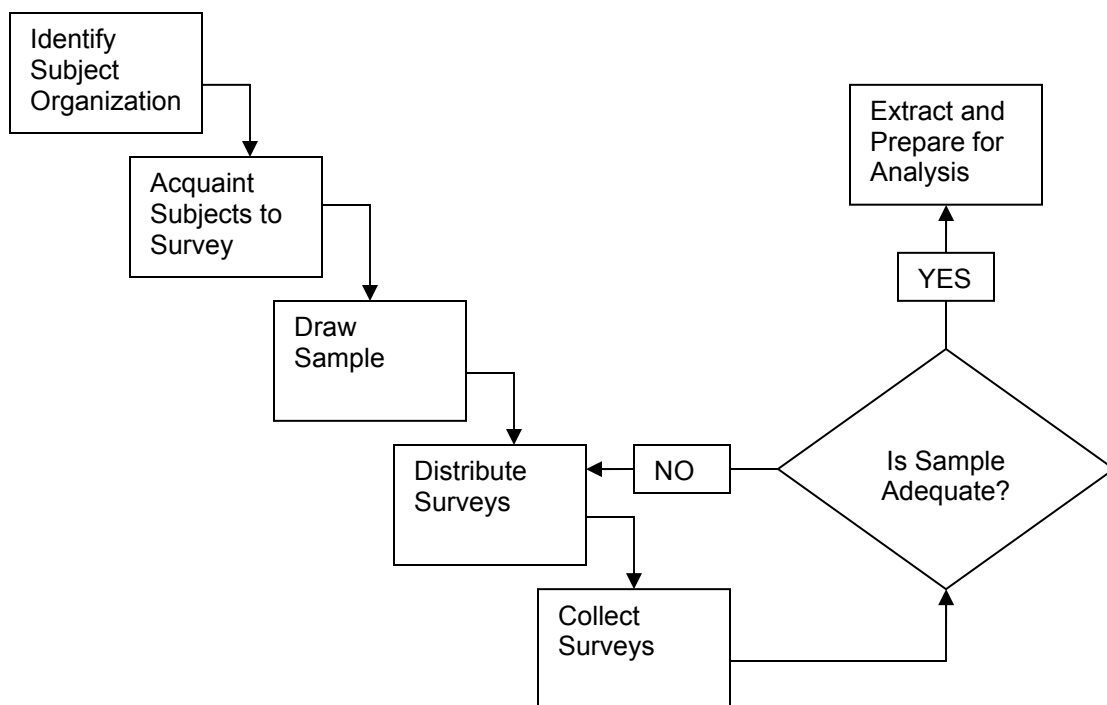 Identify
Subject
Organization
Acquaint
Subjects to
Survey
Draw
Sample
Distribute
Surveys
Collect
Surveys
Is Sample
Adequate?
NO
YES
Extract and
Prepare for
Analysis